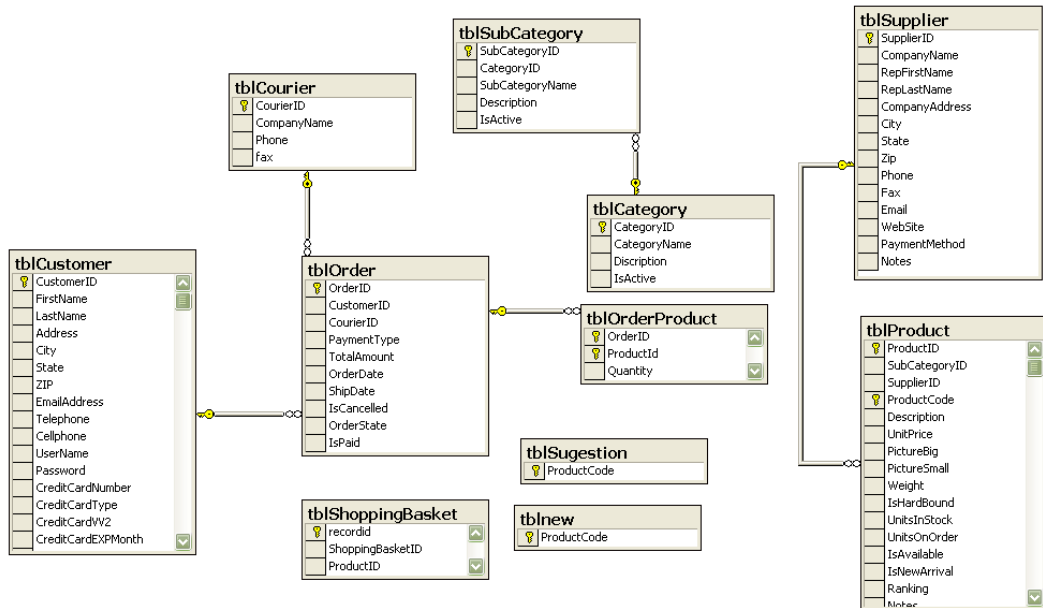 tblCourier
CourierID
CompanyName
Phone
fax
tblSubCategory
SubCategoryID
CategoryID
SubCategoryName
Description
IsActive
tblSupplier
SupplierID
CompanyName
RepFirstName
RepLastName
CompanyAddress
City
State
Zip
Phone
Fax
Email
WebSite
PaymentMethod
Notes
tblCategory
CategoryID
CategoryName
Discription
IsActive
tblCustomer
CustomerID
FirstName
LastName
Address
City
State
ZIP
EmailAddress
Telephone
Cellphone
UserName
Password
CreditCardNumber
CreditCardType
CreditCardVV2
CreditCardEXPMonth
tblOrder
OrderID
CustomerID
CourierID
PaymentType
TotalAmount
OrderDate
ShipDate
IsCancelled
OrderState
IsPaid
tblOrderProduct
OrderID
ProductId
Quantity
tblProduct
ProductID
SubCategoryID
SupplierID
ProductCode
Description
UnitPrice
PictureBig
PictureSmall
Weight
IsHardBound
UnitsInStock
UnitsOnOrder
IsAvailable
IsNewArrival
Ranking
Notes
tblSugestion
ProductCode
tblShoppingBasket
recordid
ShoppingBasketID
ProductID
tblnew
ProductCode